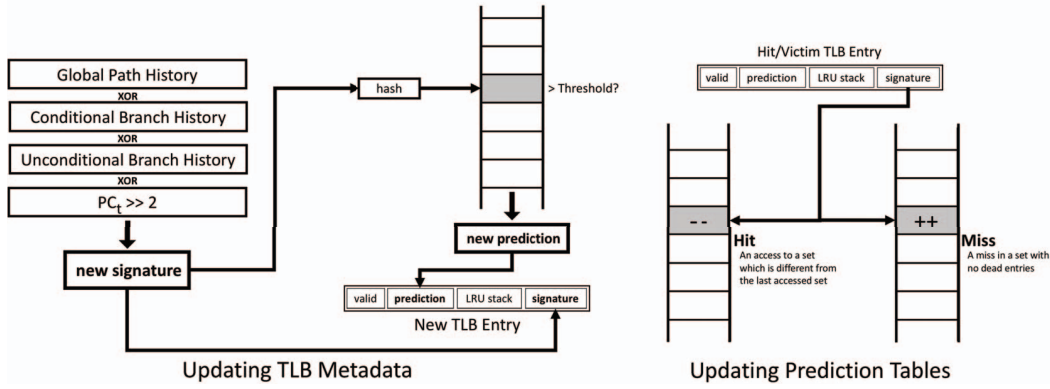 Global Path History
XOR
Conditional Branch History
XOR
Unconditional Branch History
XOR
PCt >> 2
new signature
hash
> Threshold?
new prediction
valid prediction LRU stack signature
New TLB Entry
Updating TLB Metadata
Hit/Victim TLB Entry
valid prediction LRU stack signature
--
++
Hit
An access to a set
which is different from
the last accessed set
Miss
A miss in a set with
no dead entries
Updating Prediction Tables